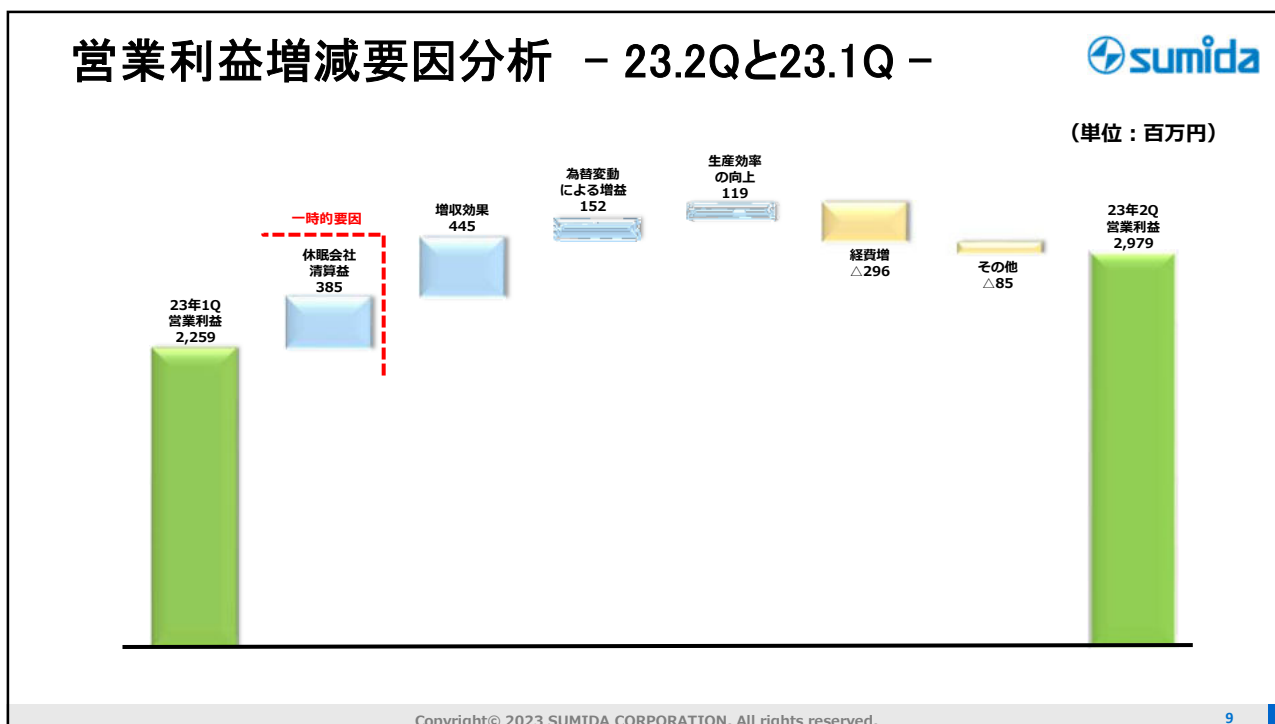 営業利益増減要因分析 – 23.2Qと23.1Q –
sumida
（単位：百万円）
23年1Q
営業利益
2,259
一時的要因
休眠会社
清算益
385
増収効果
445
為替変動
による増益
152
生産効率
の向上
119
経費増
△296
その他
△85
23年2Q
営業利益
2,979
Copyright© 2023 SUMIDA CORPORATION. All rights reserved.
9